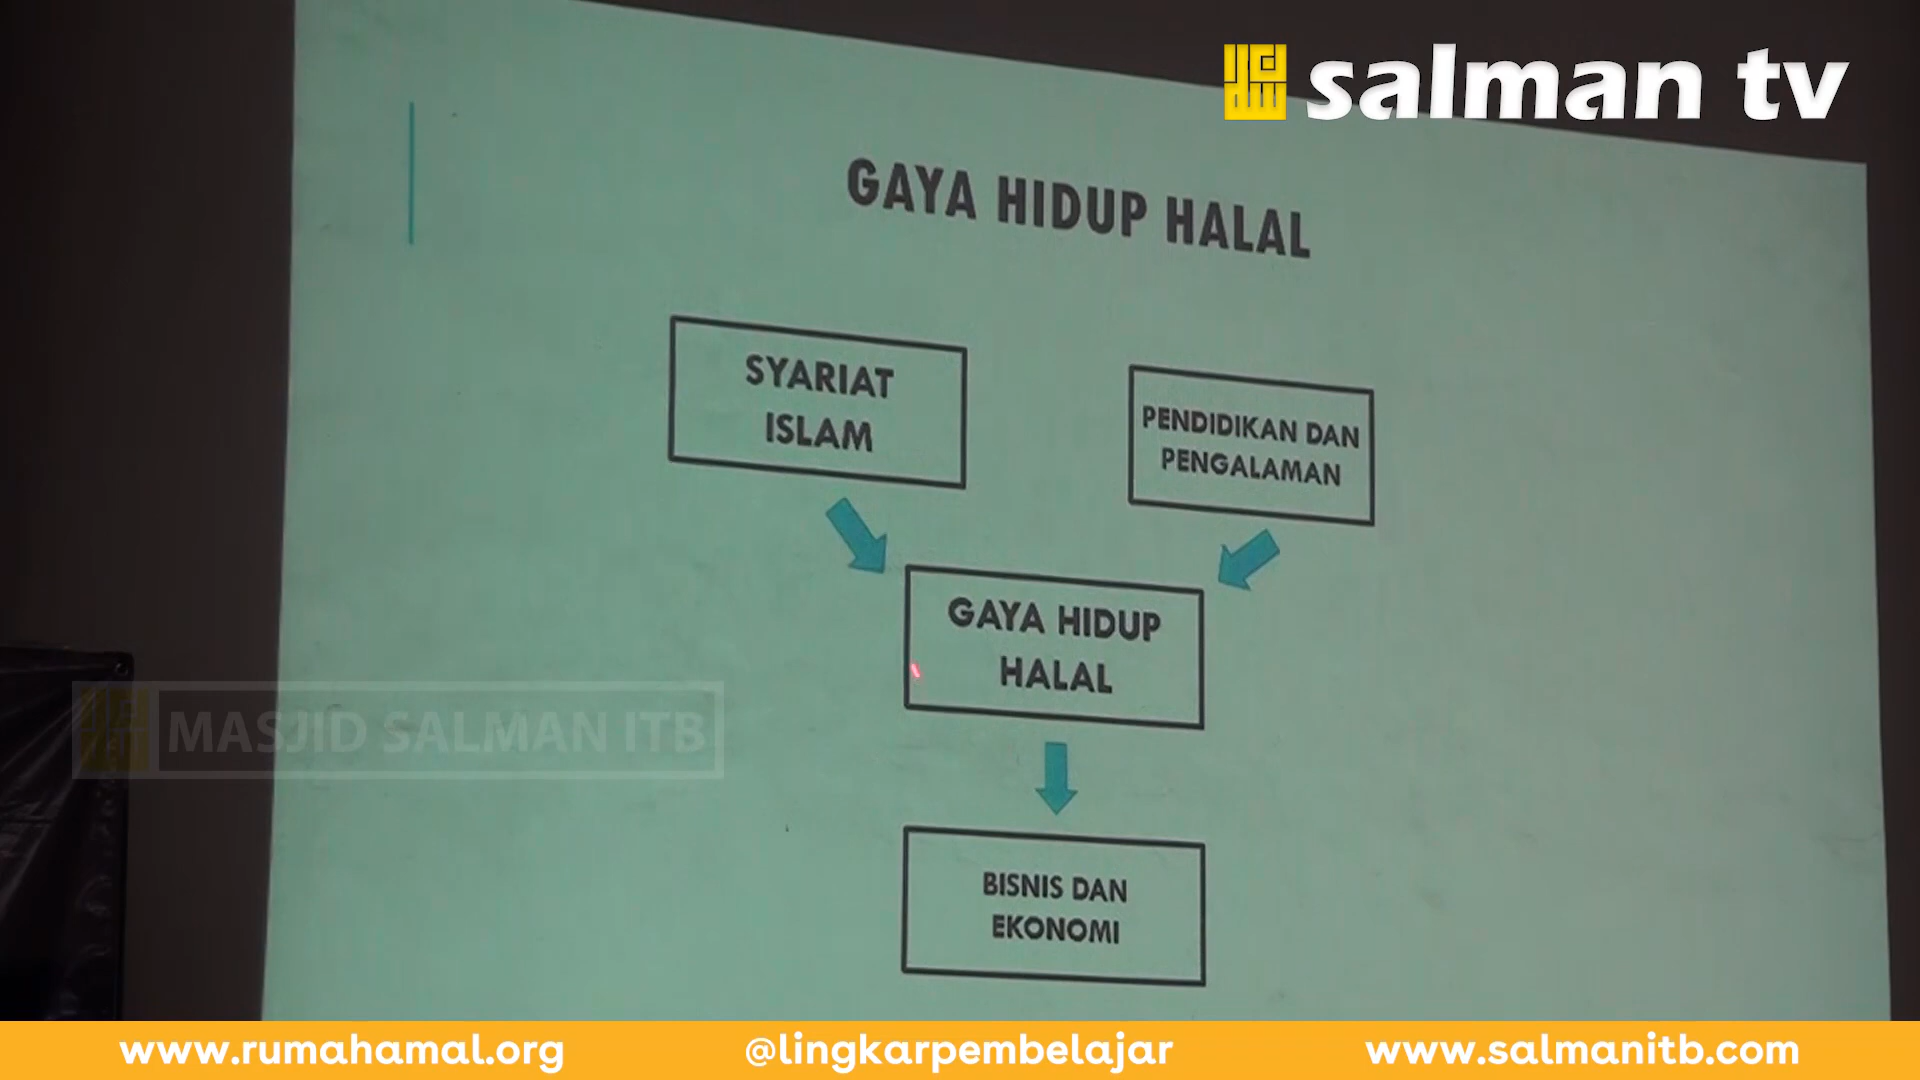 salman tv
GAYA HIDUP HALAL
SYARIAT
ISLAM
PENDIDIKAN DAN
PENGALAMAN
GAYA HIDUP
HALAL
MASJID SALMAN ITB
BISNIS DAN
EKONOMI
www.rumahamal.org
@lingkarpembelajar
www.salmanitb.com